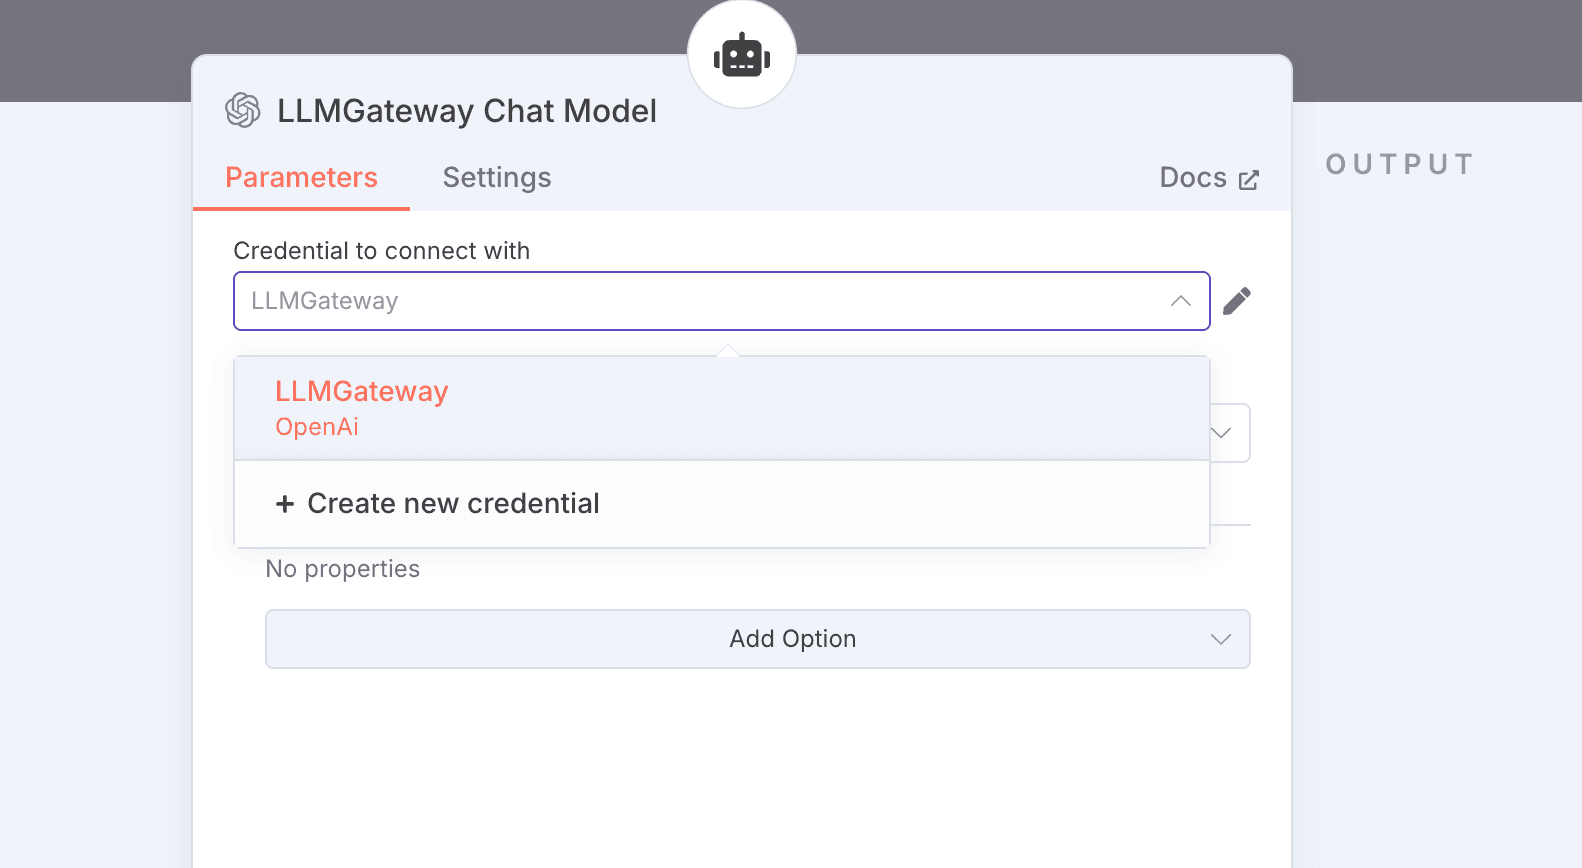 LLMGateway Chat Model
Parameters
Settings
Docs
OUTPUT
Credential to connect with
LLMGateway
LLMGateway
OpenAi
+ Create new credential
No properties
Add Option